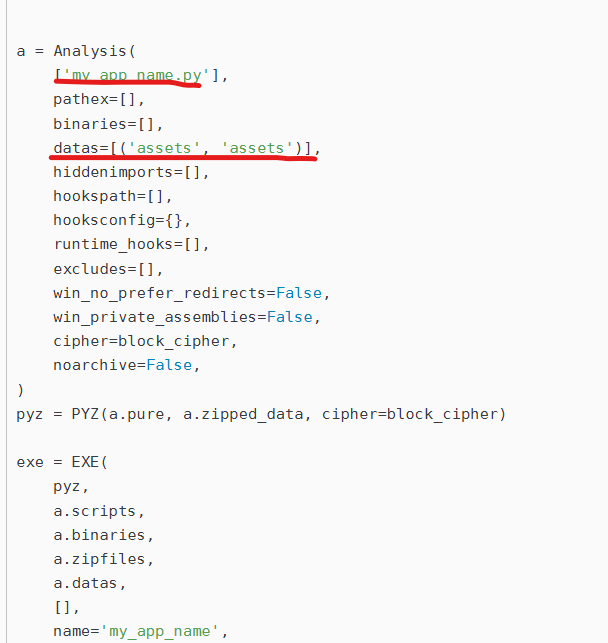 a = Analysis(
    ['my_app_name.py'],
    pathex=[],
    binaries=[],
    datas=[('assets', 'assets')],
    hiddenimports=[],
    hookspath=[],
    hooksconfig={},
    runtime_hooks=[],
    excludes=[],
    win_no_prefer_redirects=False,
    win_private_assemblies=False,
    cipher=block_cipher,
    noarchive=False,
)
pyz = PYZ(a.pure, a.zipped_data, cipher=block_cipher)
exe = EXE(
    pyz,
    a.scripts,
    a.binaries,
    a.zipfiles,
    a.datas,
    [],
    name='my_app_name',